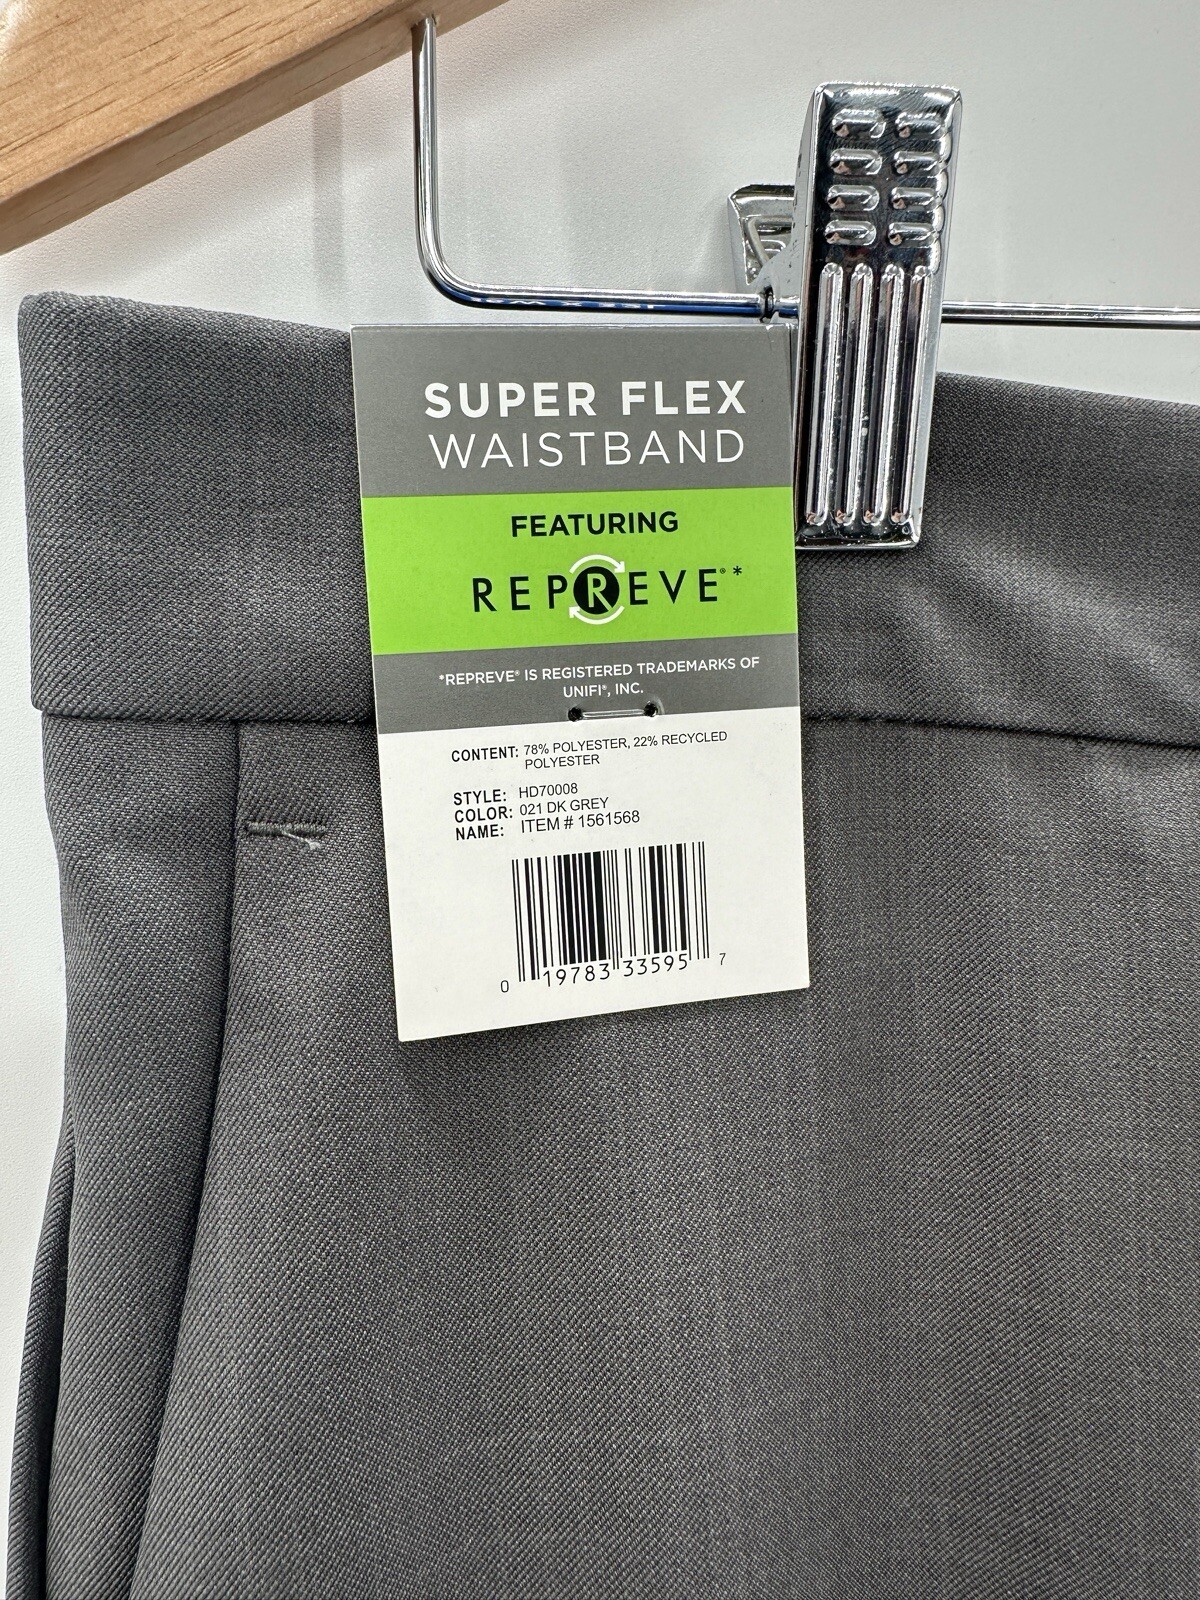 SUPER FLEX
WAISTBAND
FEATURING
REPREVE®*
*REPREVE® IS REGISTERED TRADEMARKS OF
UNIFI®, INC.
CONTENT: 78% POLYESTER, 22% RECYCLED
POLYESTER
STYLE: HD70008
COLOR: 021 DK GREY
NAME: ITEM # 1561568
0 19783 33595 7